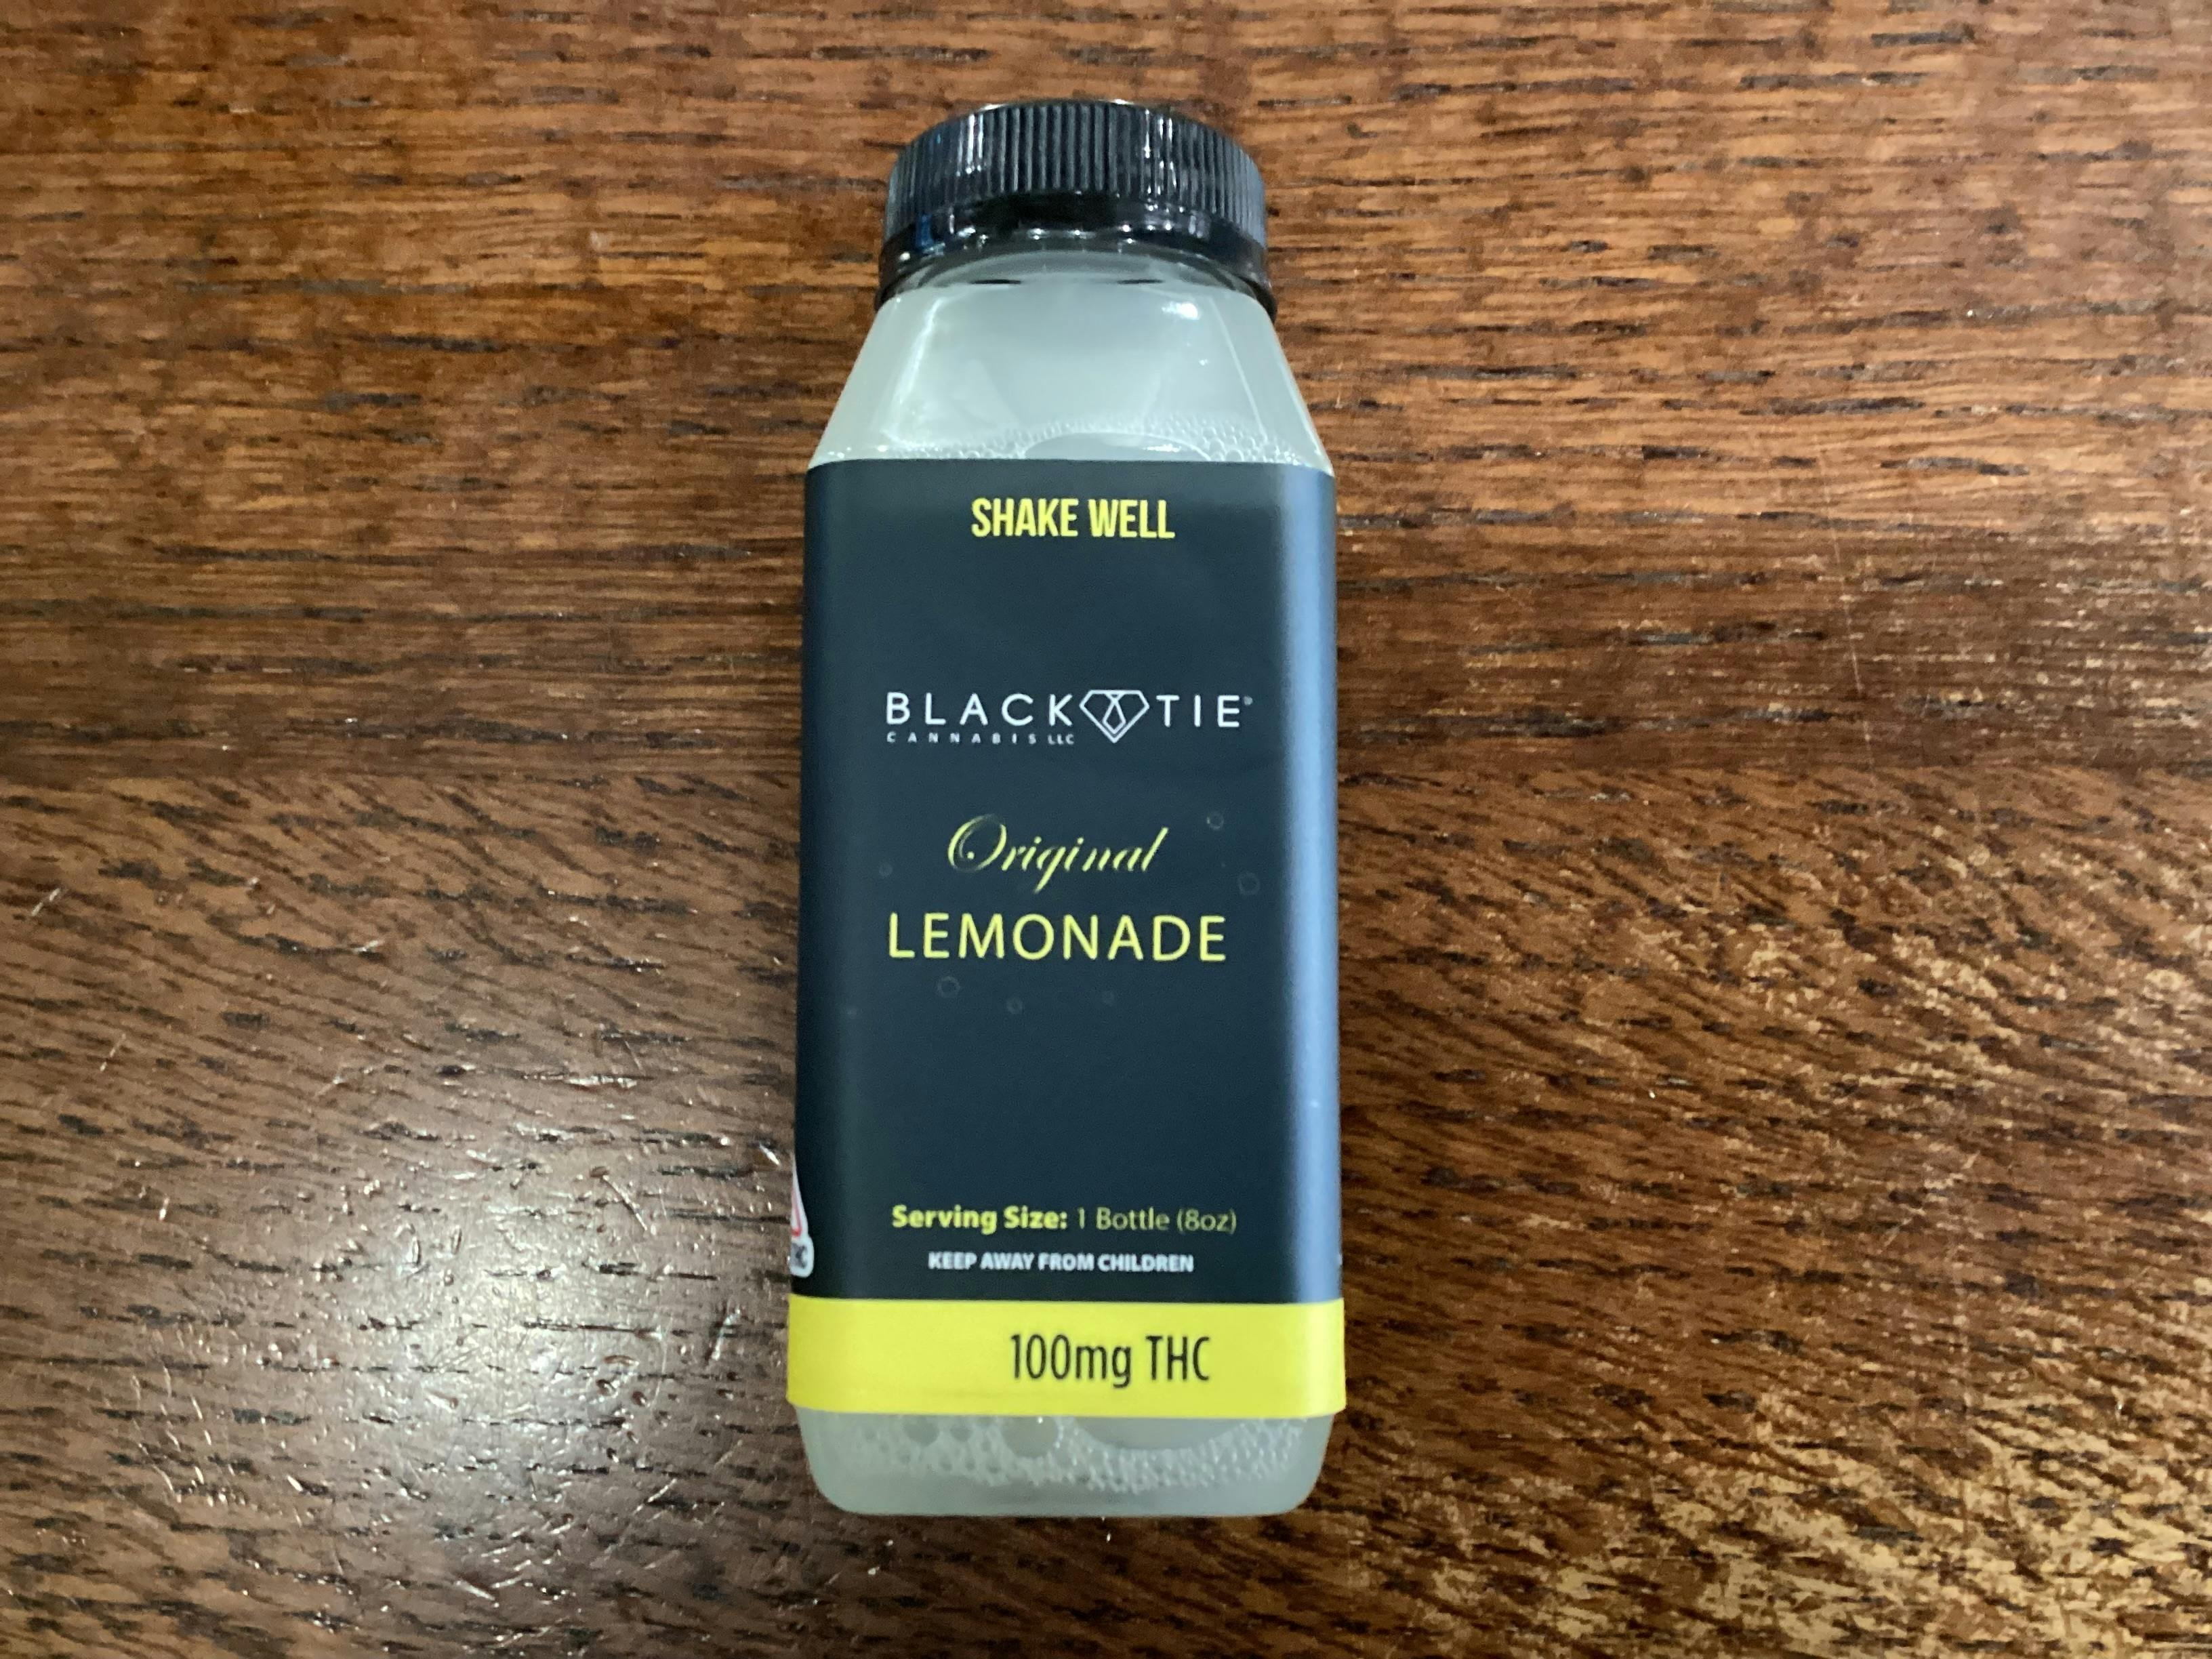 SHAKE WELL
BLACK TIE®
CANNABIS LLC
Original
LEMONADE
Serving Size: 1 Bottle (8oz)
KEEP AWAY FROM CHILDREN
100mg THC